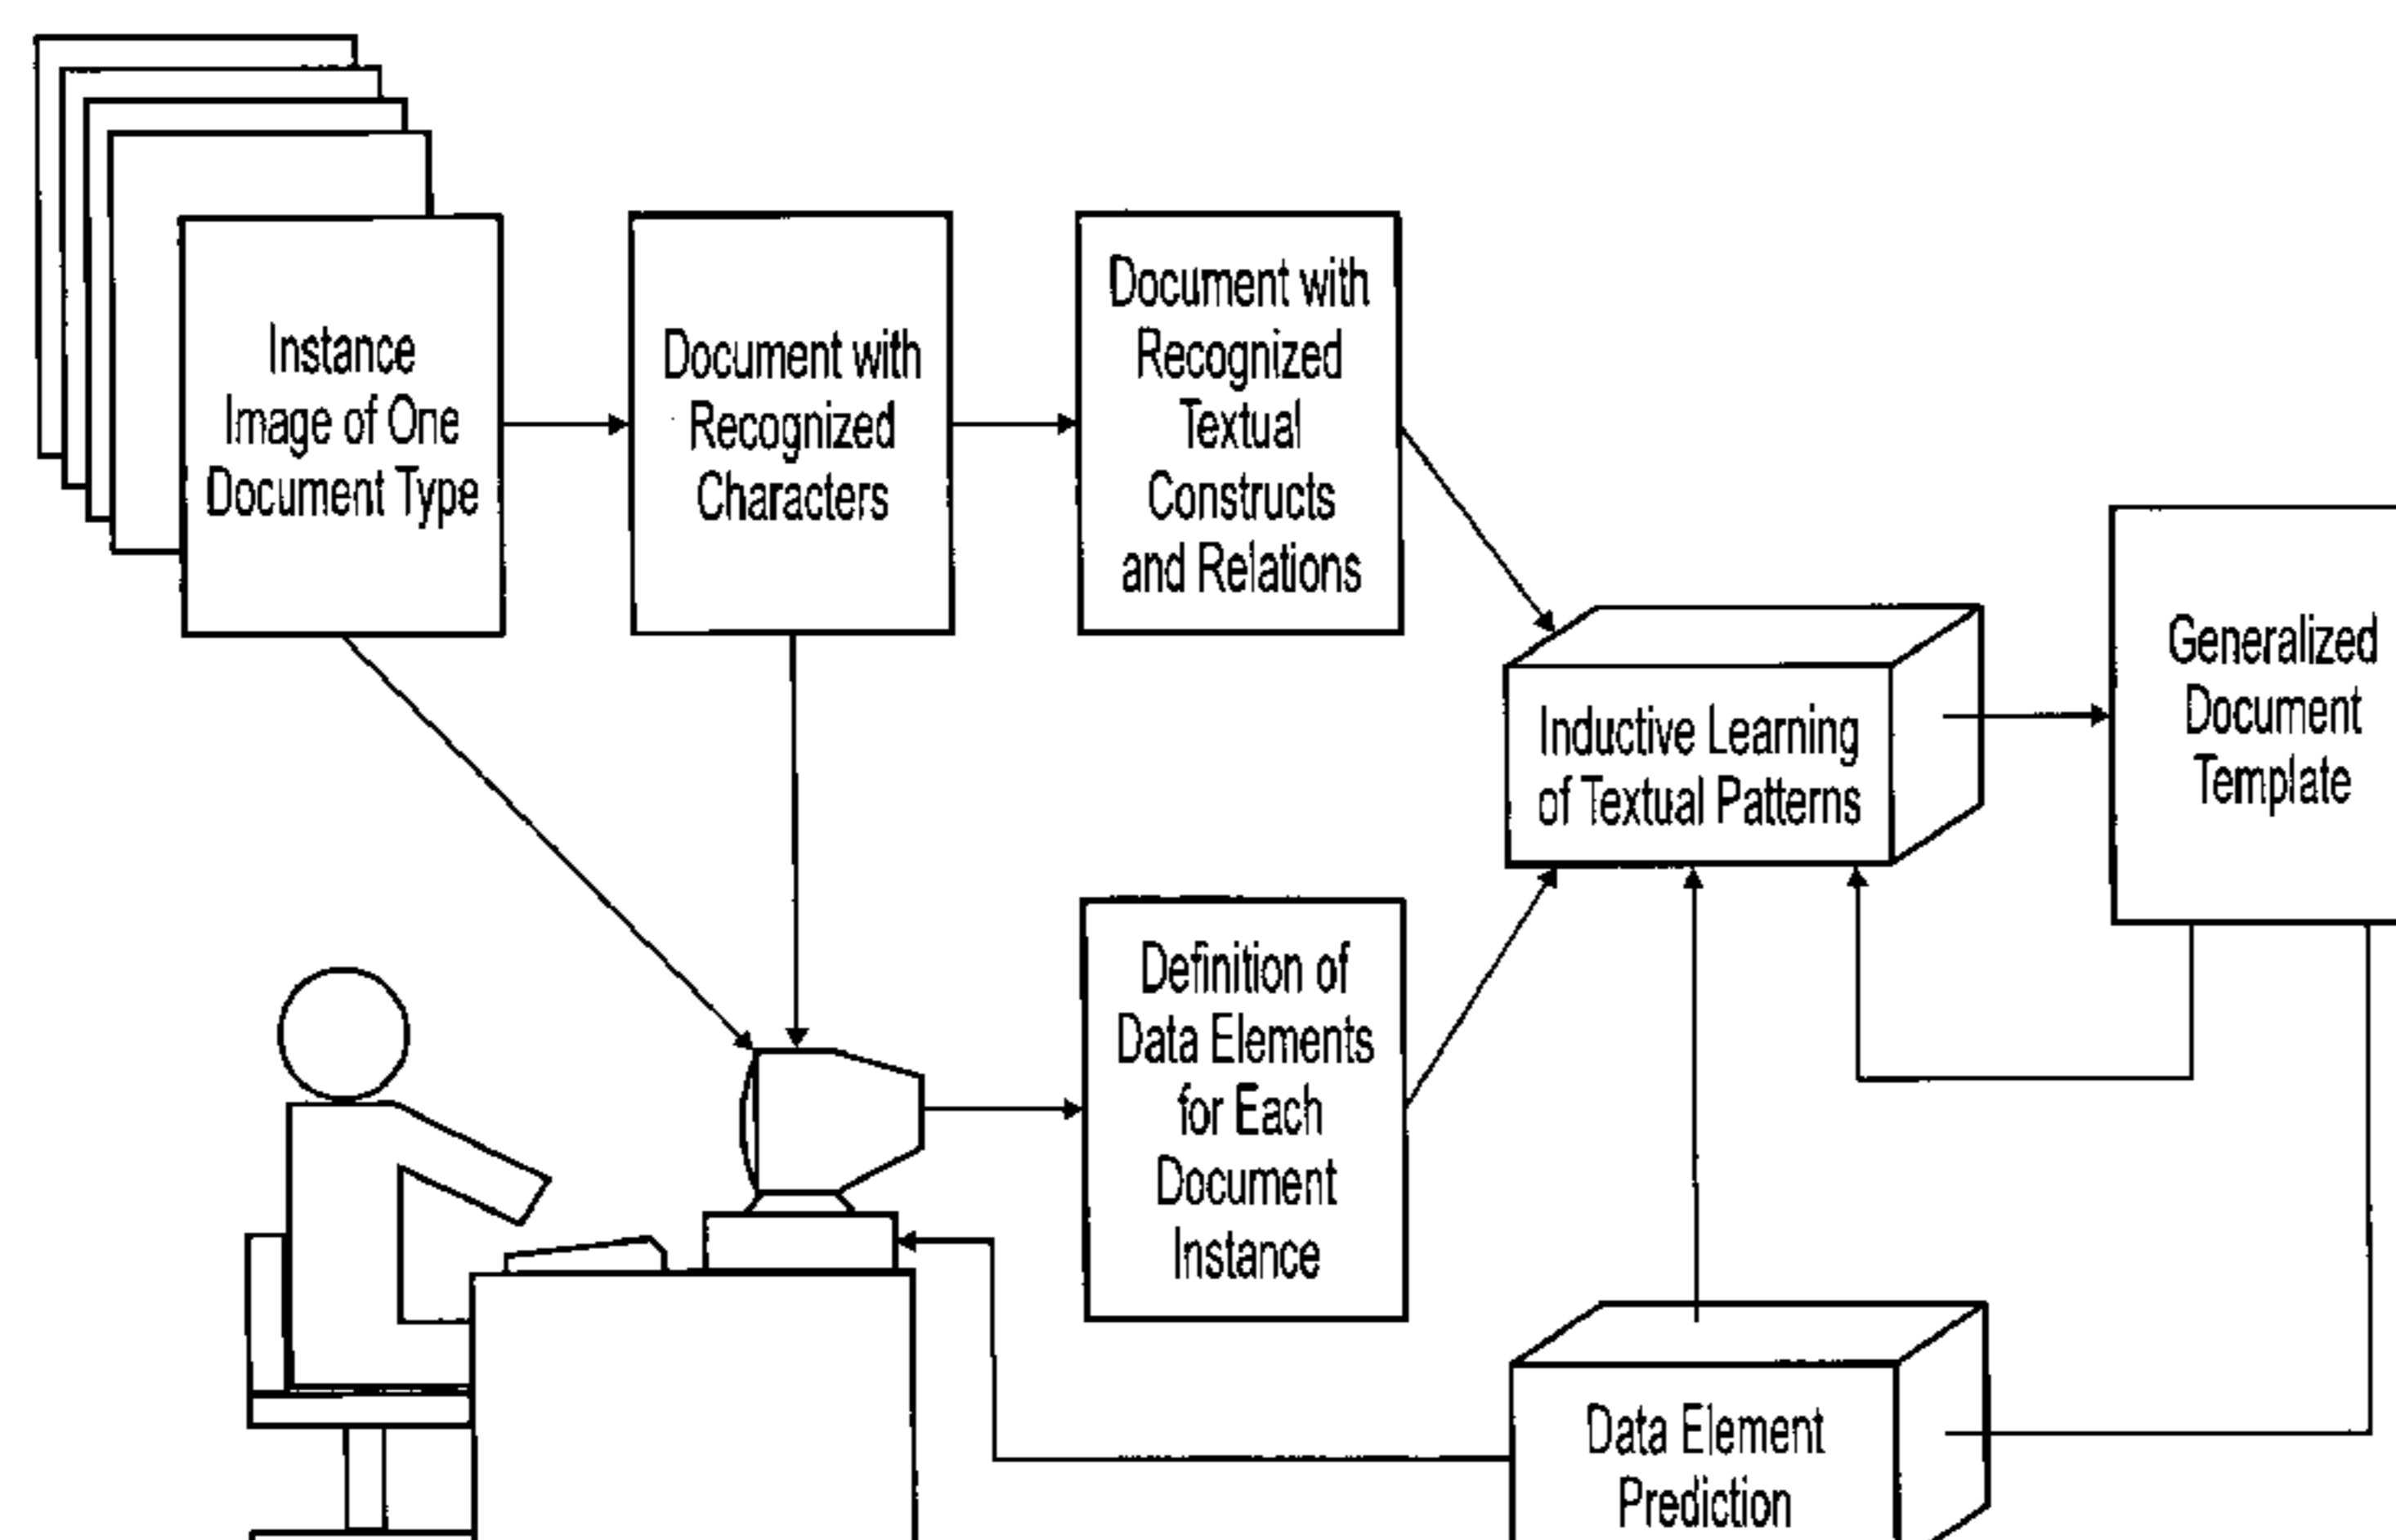 Instance
Image of One
Document Type
Document with
Recognized
Characters
Document with
Recognized
Textual
Constructs
and Relations
Inductive Learning
of Textual Patterns
Generalized
Document
Template
Definition of
Data Elements
for Each
Document
Instance
Data Element
Prediction